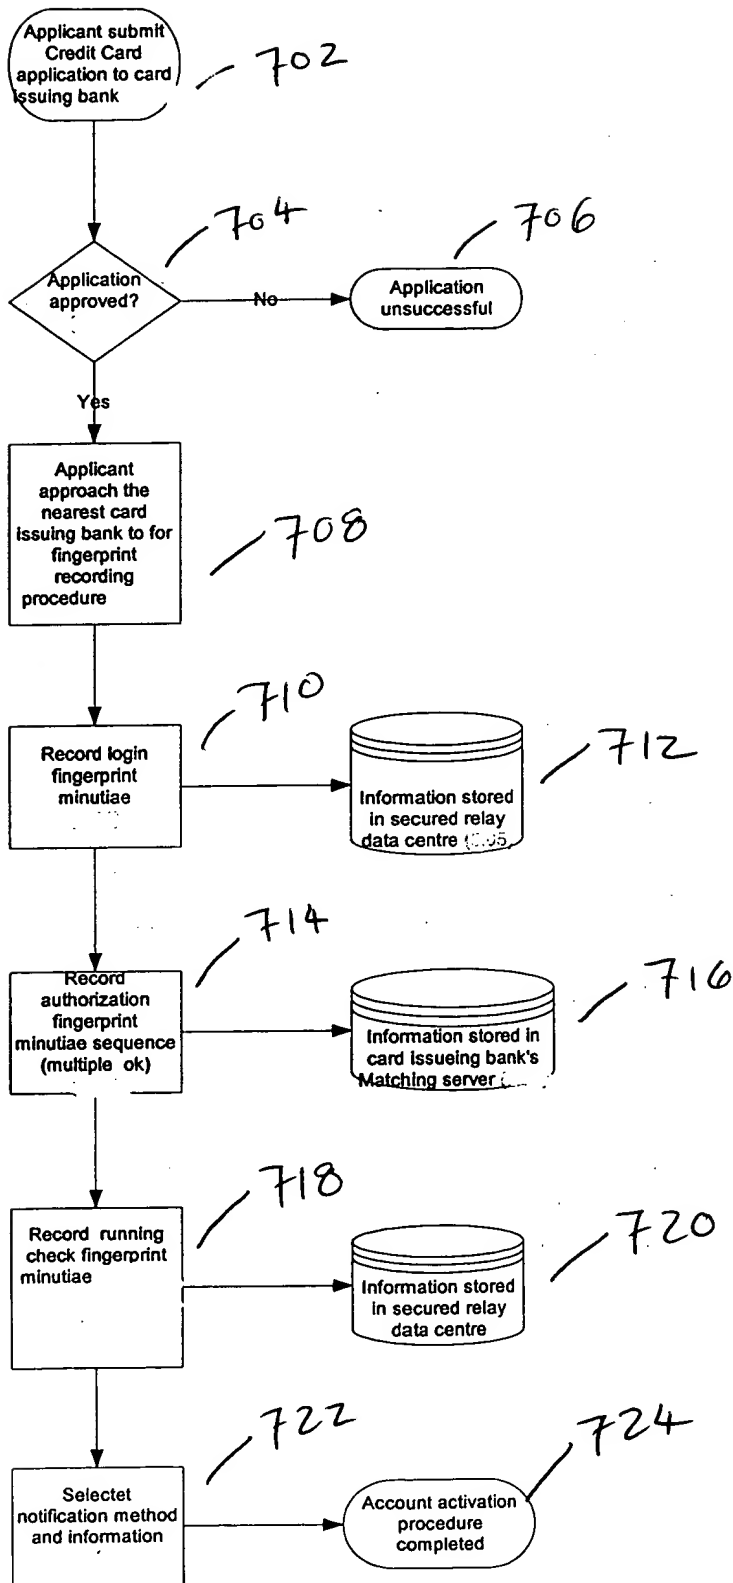 Applicant submit
Credit Card
application to card
issuing bank
702
704
706
Application
approved?
No
Application
unsuccessful
Yes
Applicant
approach the
nearest card
issuing bank to for
fingerprint
recording
procedure
708
710
Record login
fingerprint
minutiae
712
Information stored
in secured relay
data centre
714
Record
authorization
fingerprint
minutiae sequence
(multiple ok)
716
Information stored in
card issueing bank's
Matching server
718
Record running
check fingerprint
minutiae
720
Information stored
in secured relay
data centre
722
Selectet
notification method
and information
724
Account activation
procedure
completed